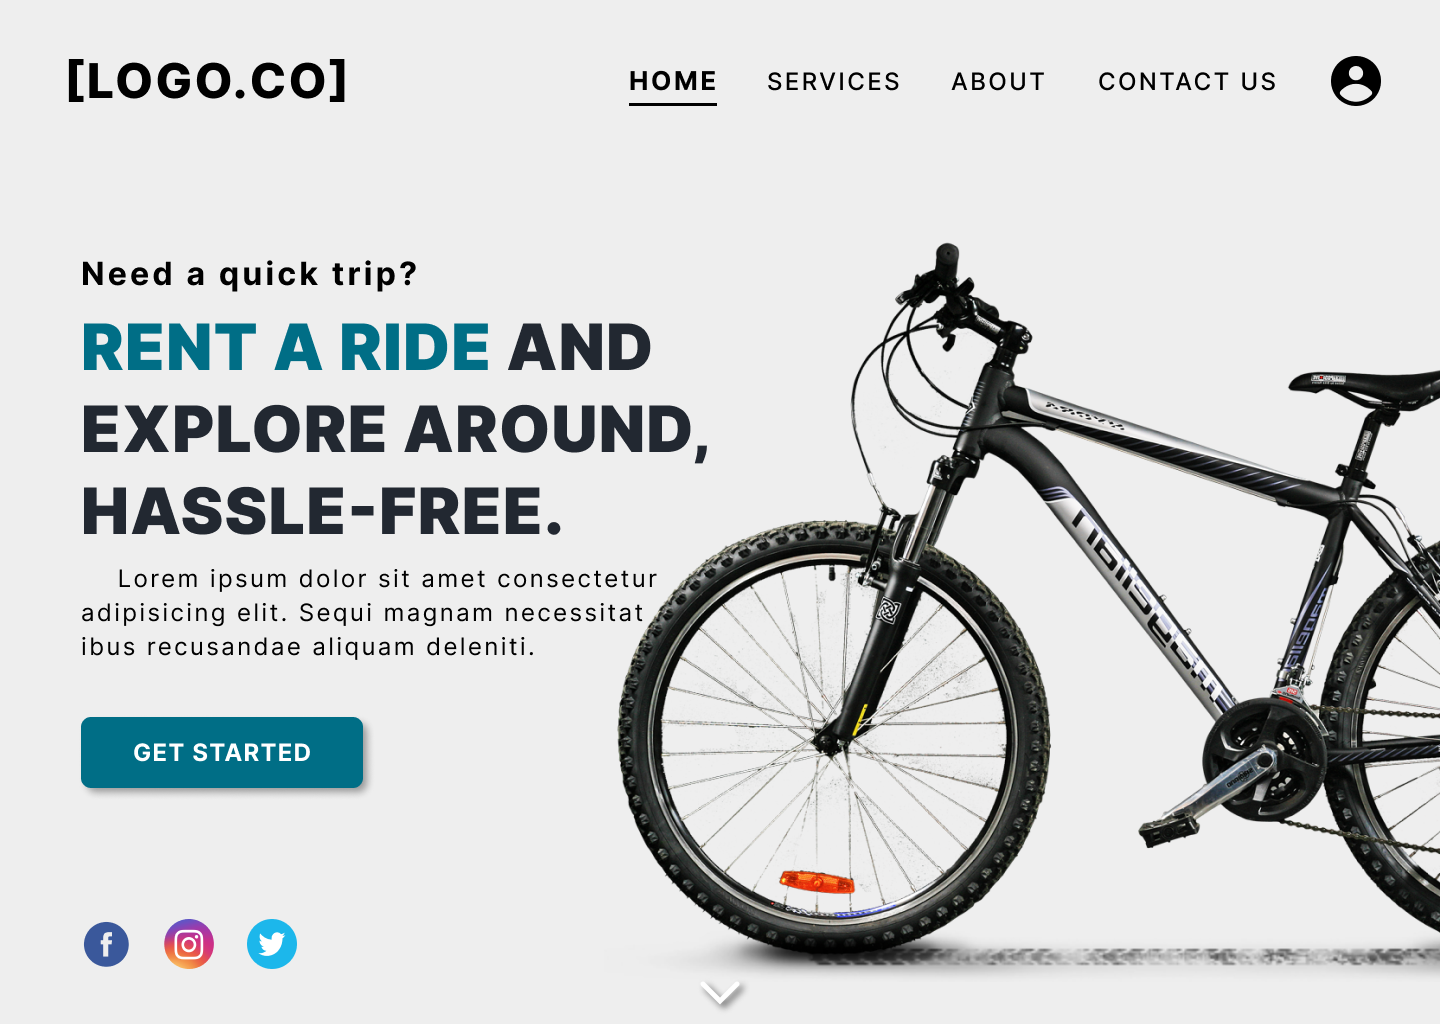 [LOGO.CO]
HOME SERVICES ABOUT CONTACT US
Need a quick trip?
RENT A RIDE AND
EXPLORE AROUND,
HASSLE-FREE.
Lorem ipsum dolor sit amet consectetur
adipisicing elit. Sequi magnam necessitat
ibus recusandae aliquam deleniti.
GET STARTED